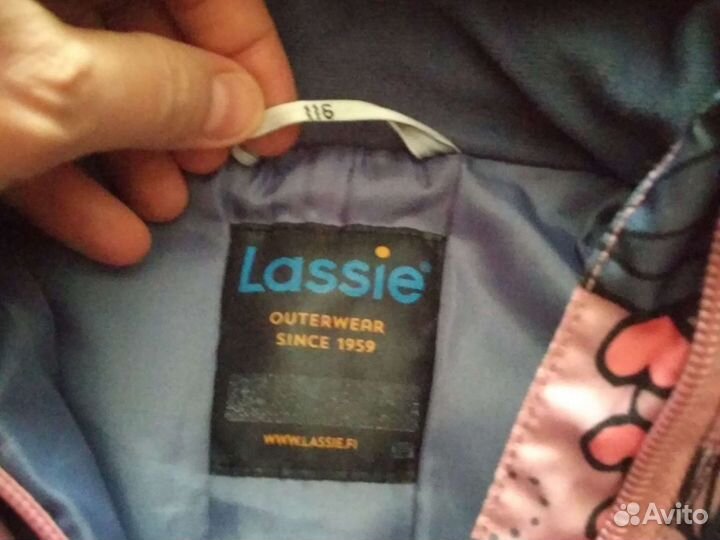 116
Lassie®
OUTERWEAR
SINCE 1959
WWW.LASSIE.FI
Avito